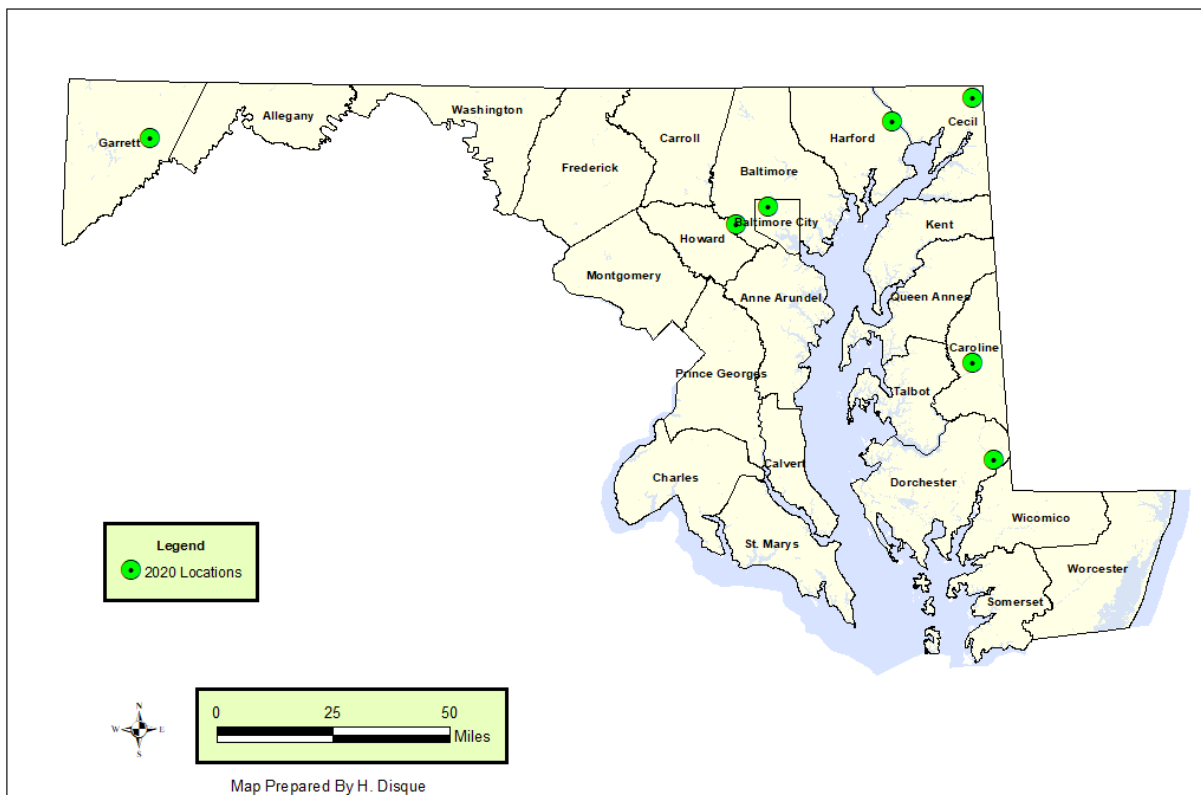 Washington
Allegany
Garrett
Carroll
Harford
Cecil
Frederick
Baltimore
Baltimore City
Howard
Kent
Montgomery
Anne Arundel
Queen Annes
Caroline
Prince Georges
Talbot
Charles
Calvert
Dorchester
Wicomico
St. Marys
Worcester
Somerset
Legend
2020 Locations
N
W E
S
0 25 50
Miles
Map Prepared By H. Disque